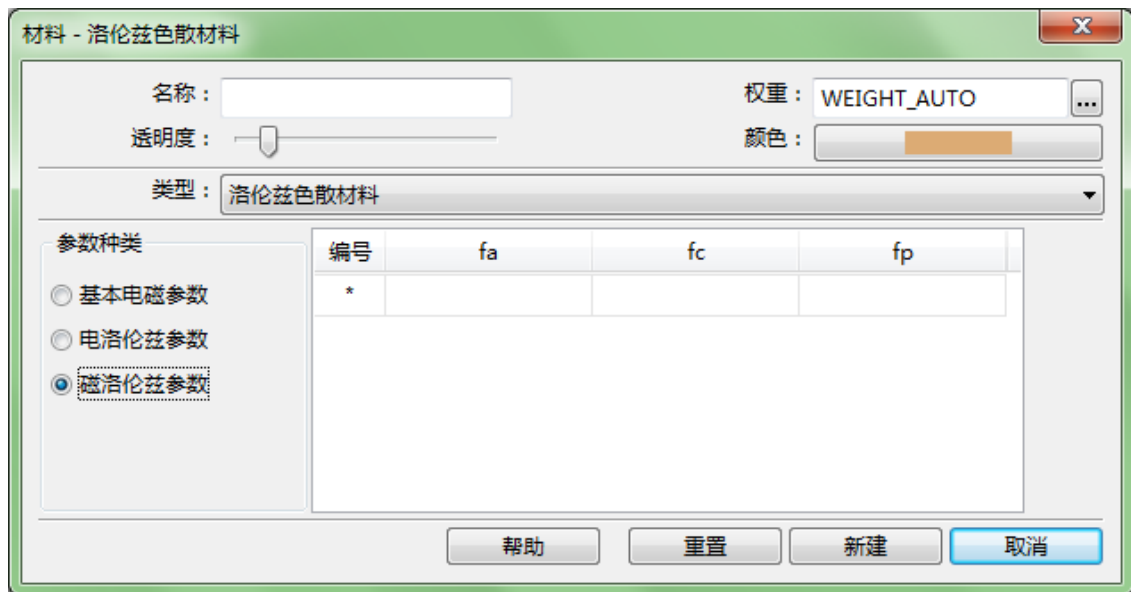 材料 - 洛伦兹色散材料
名称：
权重： WEIGHT_AUTO ...
透明度：
颜色：
类型： 洛伦兹色散材料
参数种类
编号 fa fc fp
基本电磁参数
*
电洛伦兹参数
磁洛伦兹参数
帮助 重置 新建 取消